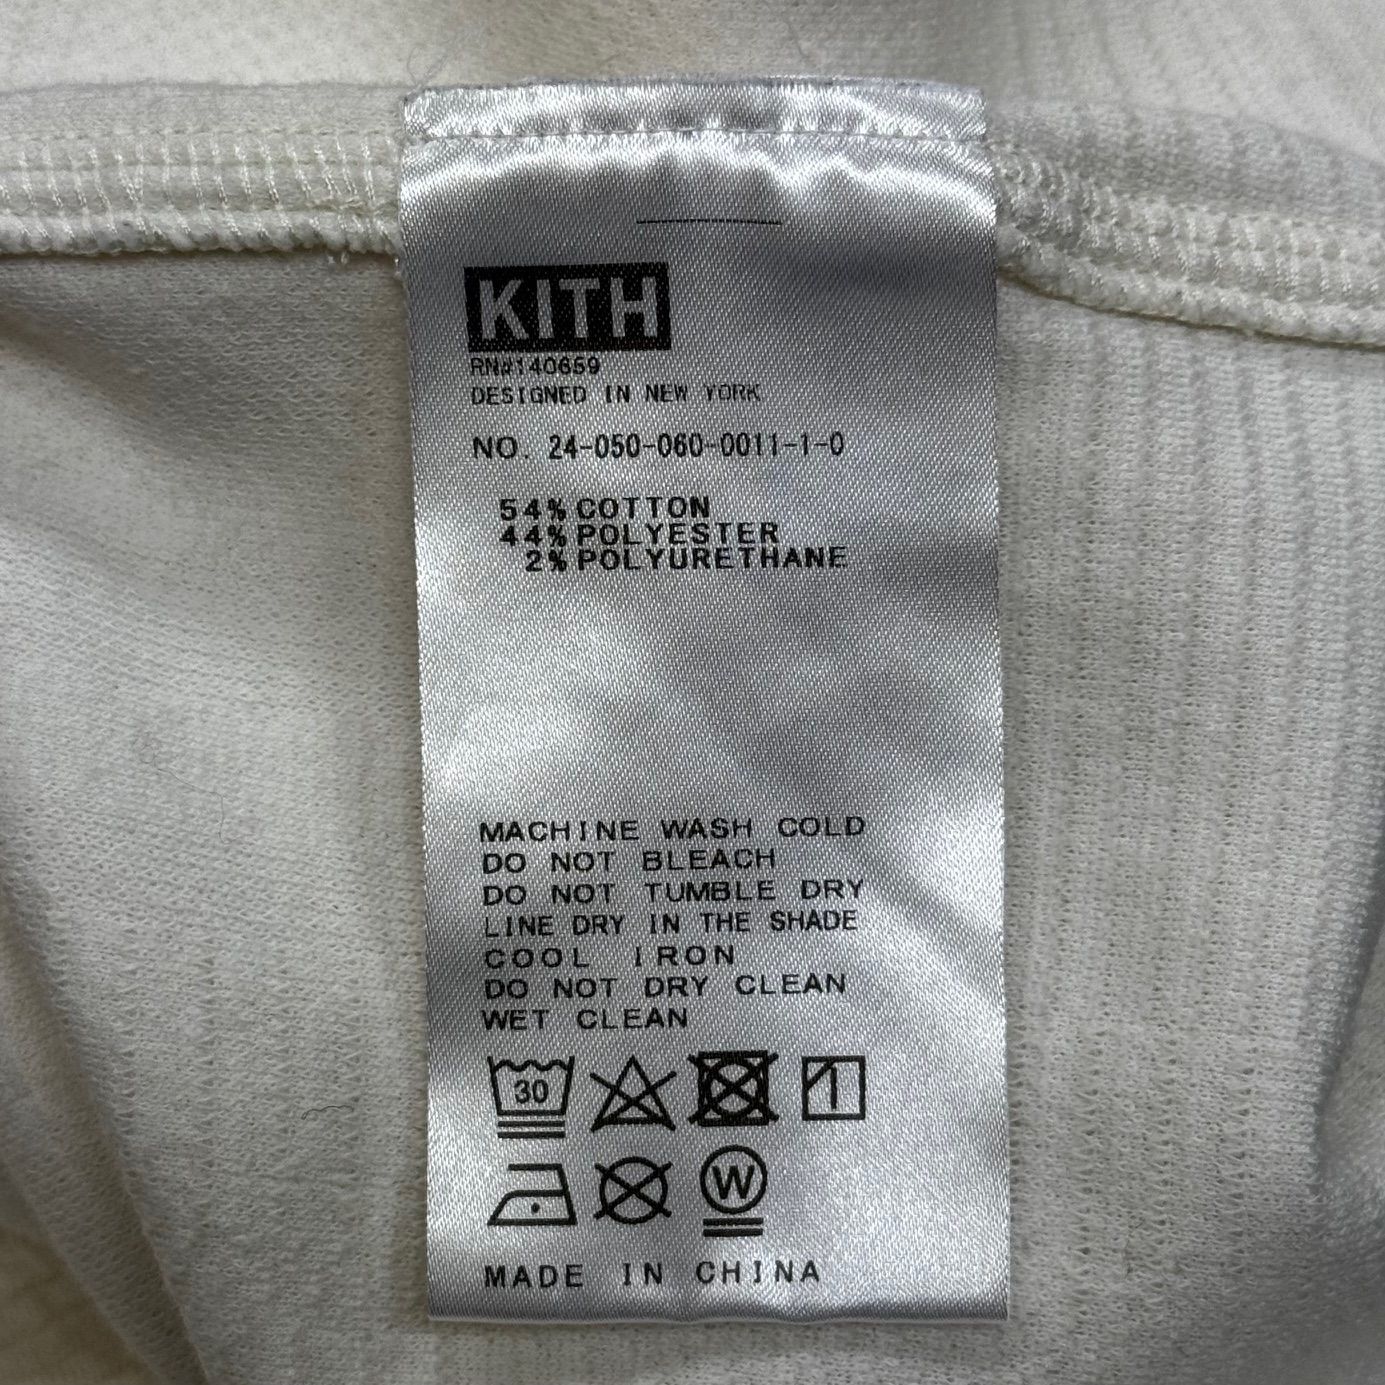 KITH
RN#140659
DESIGNED IN NEW YORK
NO. 24-050-060-0011-1-0
54% COTTON
44% POLYESTER
2% POLYURETHANE
MACHINE WASH COLD
DO NOT BLEACH
DO NOT TUMBLE DRY
LINE DRY IN THE SHADE
COOL IRON
DO NOT DRY CLEAN
WET CLEAN
30
W
MADE IN CHINA